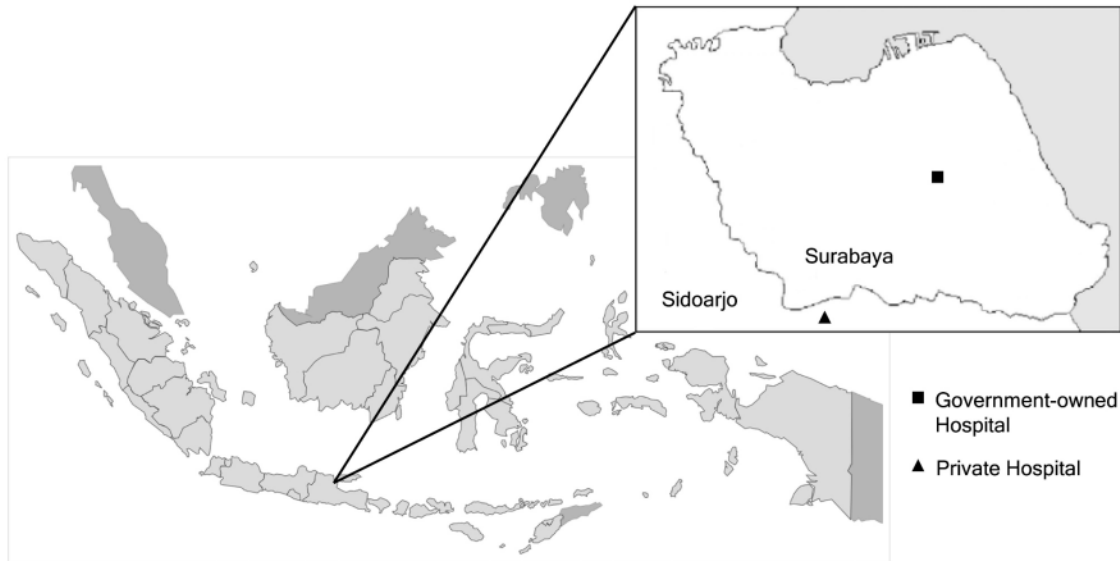 Surabaya
Sidoarjo
Government-owned
Hospital
Private Hospital